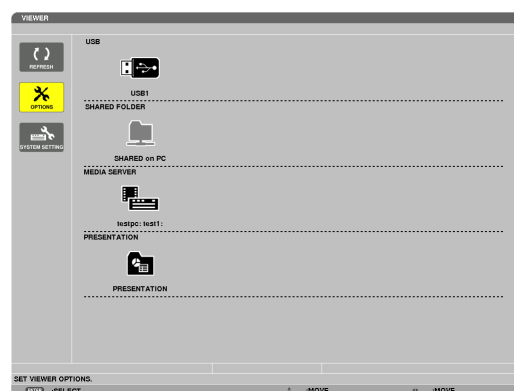 VIEWER
USB
REFRESH
USB1
OPTIONS
SHARED FOLDER
SYSTEM SETTING
SHARED on PC
MEDIA SERVER
testpc: test1:
PRESENTATION
PRESENTATION
SET VIEWER OPTIONS.
ENTER :SELECT :MOVE :MOVE